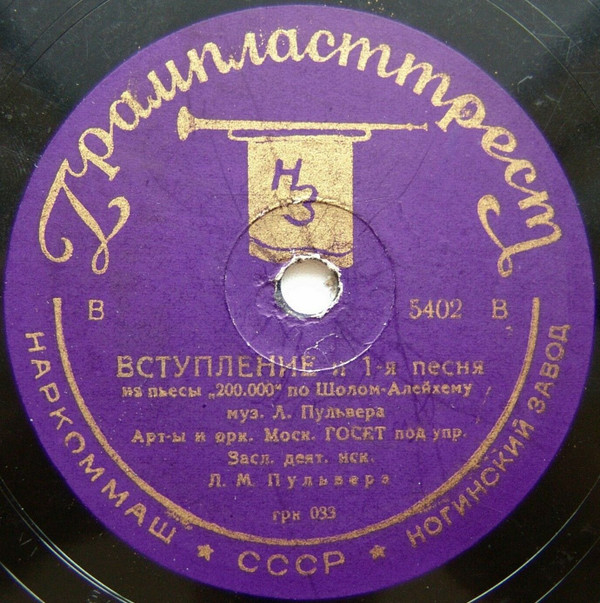 Грампласттрест
НЗ
В 5402 В
ВСТУПЛЕНИЕ и 1-я песня
из пьесы „200.000" по Шолом-Алейхему
муз. Л. Пульвера
Арт-ы и орк. Моск. ГОСЕТ под упр.
Засл. деят. иск.
Л. М. Пульвера
грк 033
НАРКОММАШ ★ СССР ★ НОГИНСКИЙ ЗАВОД